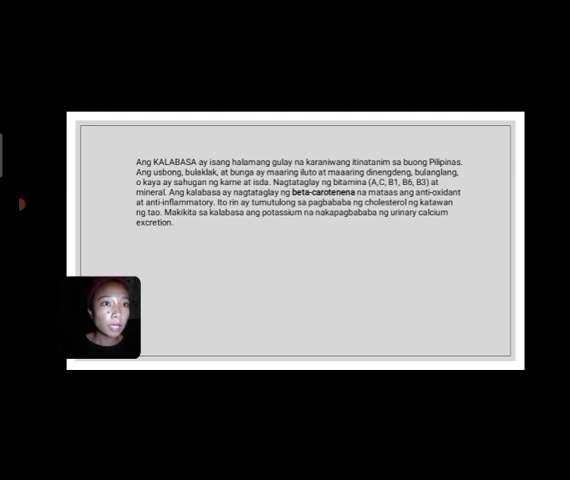 Ang KALABASA ay isang halamang gulay na karaniwang itinatanim sa buong Pilipinas.
Ang usbong, bulaklak, at bunga ay maaring iluto at maaaring dinengdeng, bulanglang,
o kaya ay sahugan ng karne at isda. Nagtataglay ng bitamina (A,C, B1, B6, B3) at
mineral. Ang kalabasa ay nagtataglay ng beta-carotenena na mataas ang anti-oxidant
at anti-inflammatory. Ito rin ay tumutulong sa pagbababa ng cholesterol ng katawan
ng tao. Makikita sa kalabasa ang potassium na nakapagbababa ng urinary calcium
excretion.